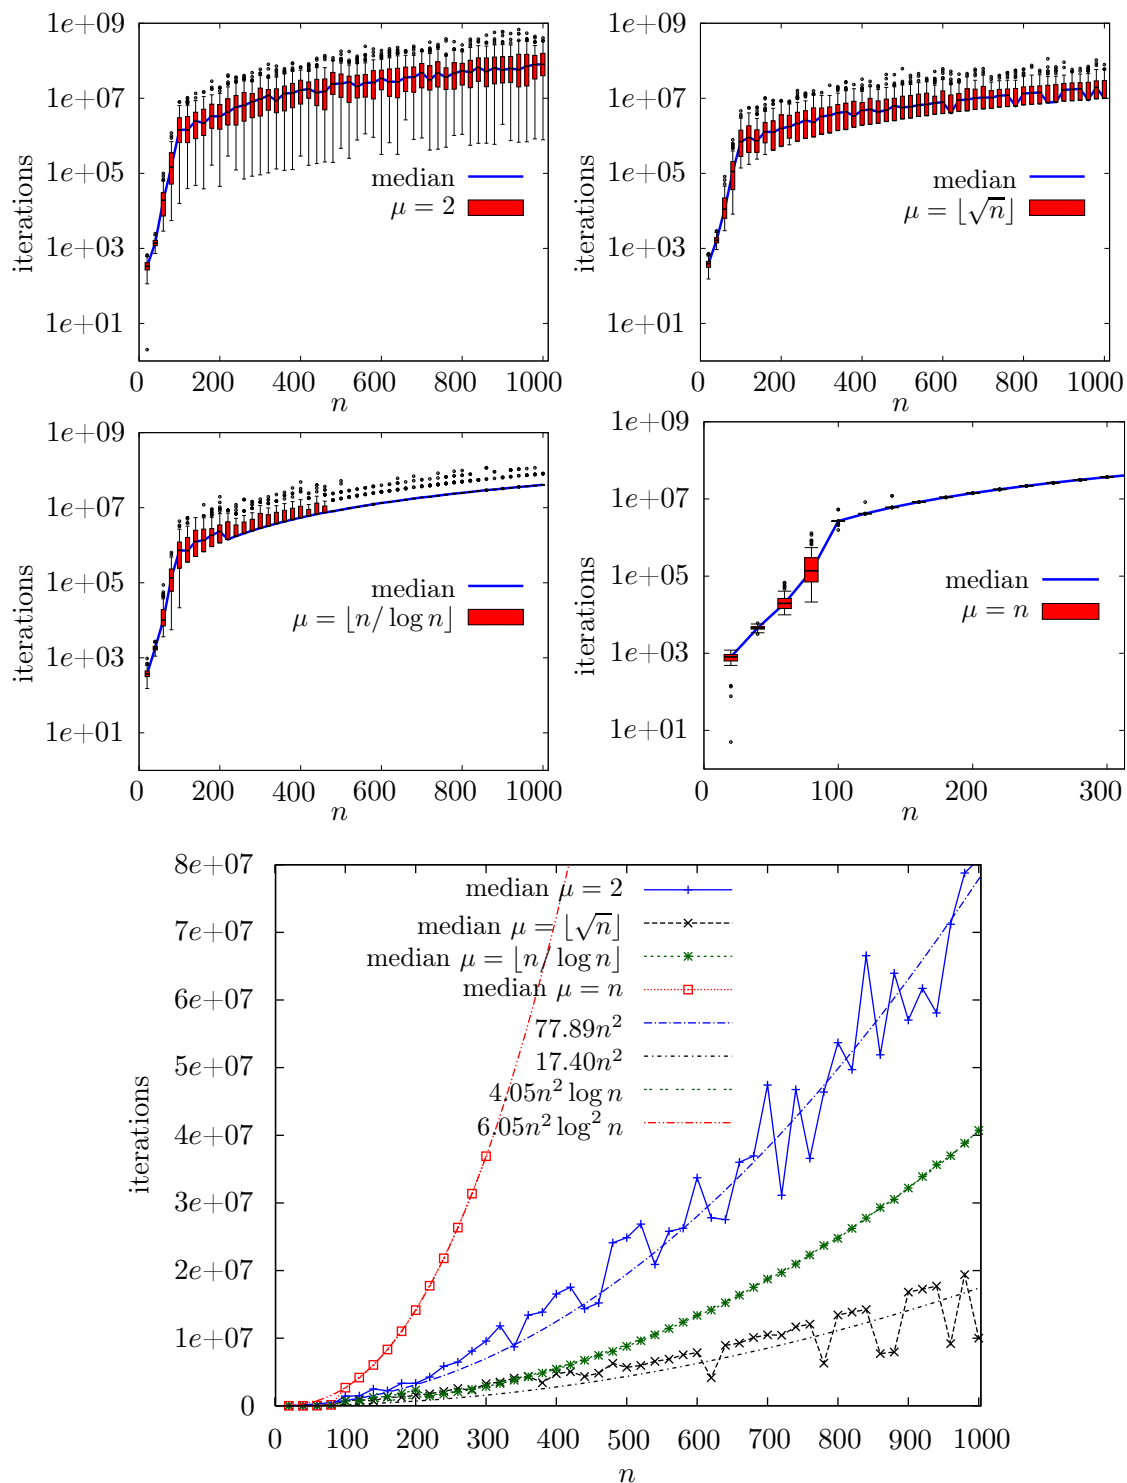 1e+09
1e+07
1e+05
1e+03
1e+01
iterations
median
μ = 2
0 200 400 600 800 1000
n
1e+09
1e+07
1e+05
1e+03
1e+01
iterations
median
μ = ⌊√n⌋
0 200 400 600 800 1000
n
1e+09
1e+07
1e+05
1e+03
1e+01
iterations
median
μ = ⌊n/ log n⌋
0 200 400 600 800 1000
n
1e+09
1e+07
1e+05
1e+03
1e+01
iterations
median
μ = n
0 100 200 300
n
8e+07
7e+07
6e+07
5e+07
4e+07
3e+07
2e+07
1e+07
0
iterations
median μ = 2
median μ = ⌊√n⌋
median μ = ⌊n/ log n⌋
median μ = n
77.89n²
17.40n²
4.05n² log n
6.05n² log² n
0 100 200 300 400 500 600 700 800 900 1000
n